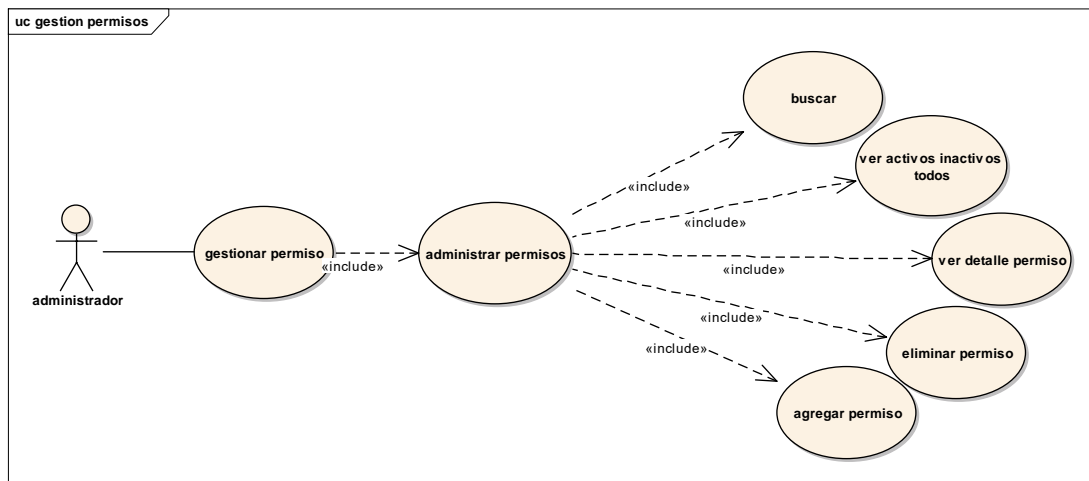 uc gestion permisos
buscar
ver activos inactivos
todos
«include»
«include»
gestionar permiso
administrar permisos
«include»
«include»
ver detalle permiso
administrador
«include»
«include»
eliminar permiso
agregar permiso